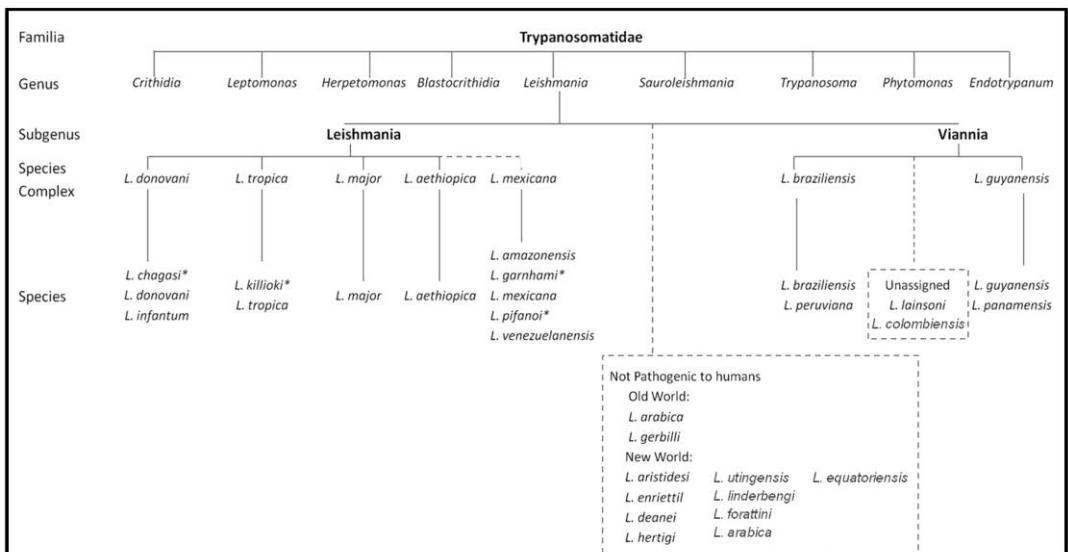 Familia Trypanosomatidae
Genus Crithidia Leptomonas Herpetomonas Blastocrithidia Leishmania Sauroleishmania Trypanosoma Phytomonas Endotrypanum
Subgenus Leishmania Viannia
Species
Complex
L. donovani L. tropica L. major L. aethiopica L. mexicana L. braziliensis L. guyanensis
Species
L. chagasi*
L. donovani
L. infantum
L. killioki*
L. tropica
L. major
L. aethiopica
L. amazonensis
L. garnhami*
L. mexicana
L. pifanoi*
L. venezuelanensis
L. braziliensis
L. peruviana
Unassigned
L. lainsoni
L. colombiensis
L. guyanensis
L. panamensis
Not Pathogenic to humans
Old World:
L. arabica
L. gerbilli
New World:
L. aristidesi L. utingensis L. equatoriensis
L. enriettil L. linderbengi
L. deanei L. forattini
L. hertigi L. arabica